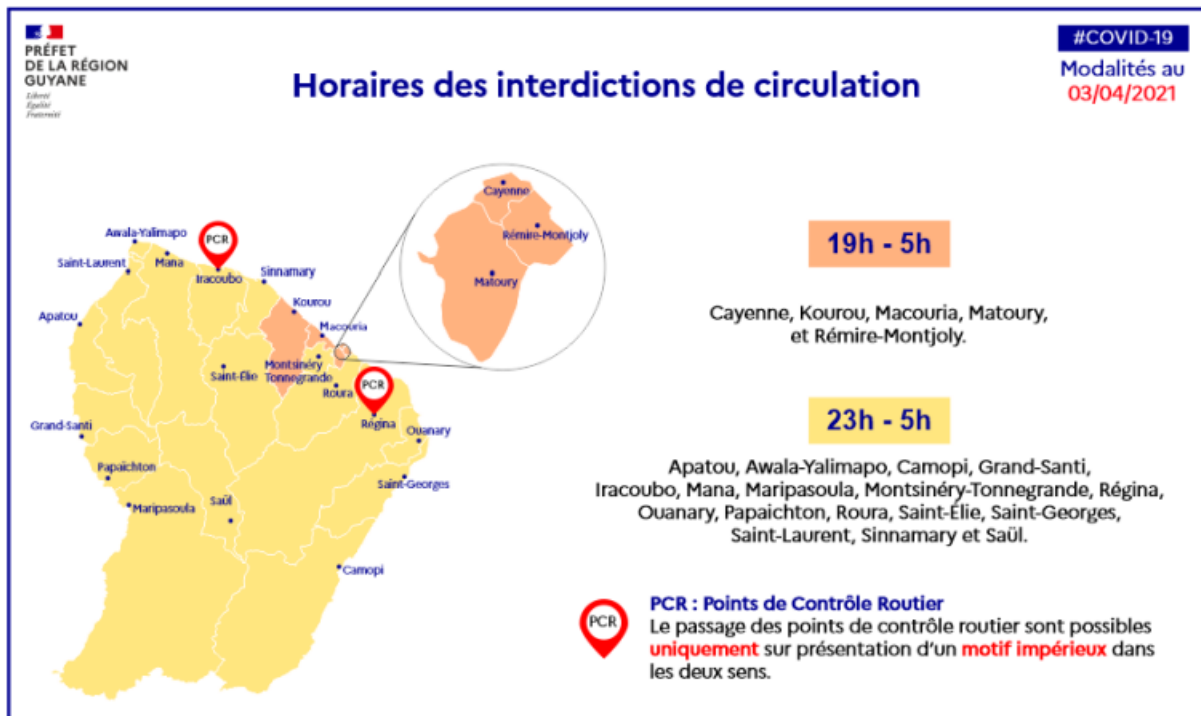 PRÉFET
DE LA RÉGION
GUYANE
Liberté
Égalité
Fraternité
#COVID-19
Modalités au
03/04/2021
Horaires des interdictions de circulation
Cayenne
Rémire-Montjoly
Matoury
Awala-Yalimapo
PCR
Saint-Laurent
Mana
Iracoubo
Sinnamary
Kourou
Apatou
Macouria
Saint-Élie
Montsinéry
Tonnegrande
Roura
PCR
Régina
Grand-Santi
Ouanary
Papaïchton
Saint-Georges
Maripasoula
Saül
Camopi
19h - 5h
Cayenne, Kourou, Macouria, Matoury,
et Rémire-Montjoly.
23h - 5h
Apatou, Awala-Yalimapo, Camopi, Grand-Santi,
Iracoubo, Mana, Maripasoula, Montsinéry-Tonnegrande, Régina,
Ouanary, Papaichton, Roura, Saint-Élie, Saint-Georges,
Saint-Laurent, Sinnamary et Saül.
PCR
PCR : Points de Contrôle Routier
Le passage des points de contrôle routier sont possibles
uniquement sur présentation d'un motif impérieux dans
les deux sens.